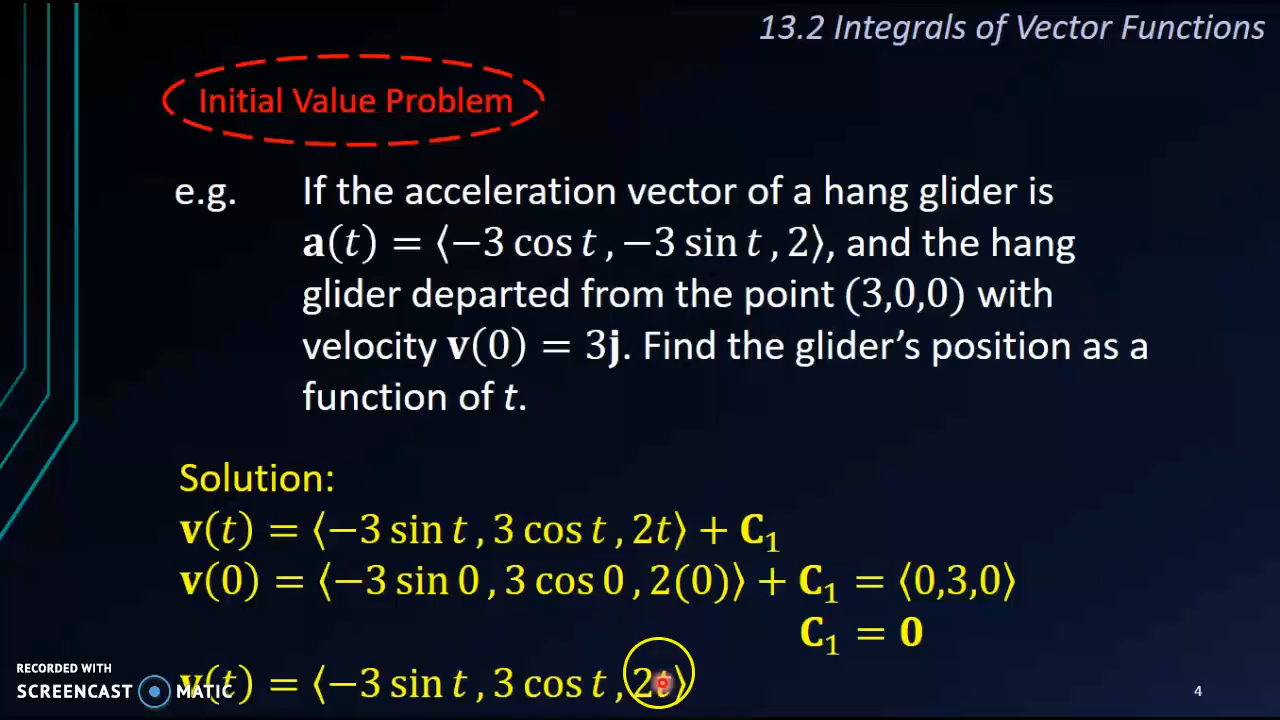 13.2 Integrals of Vector Functions
Initial Value Problem
e.g. If the acceleration vector of a hang glider is
𝐚(𝑡) = ⟨−3 cos 𝑡 , −3 sin 𝑡 , 2⟩, and the hang
glider departed from the point (3,0,0) with
velocity 𝐯(0) = 3𝐣. Find the glider’s position as a
function of t.
Solution:
𝐯(𝑡) = ⟨−3 sin 𝑡 , 3 cos 𝑡 , 2𝑡⟩ + 𝐂₁
𝐯(0) = ⟨−3 sin 0 , 3 cos 0 , 2(0)⟩ + 𝐂₁ = ⟨0,3,0⟩
𝐂₁ = 𝟎
𝐯(𝑡) = ⟨−3 sin 𝑡 , 3 cos 𝑡 , 2𝑡⟩
RECORDED WITH
SCREENCAST MATIC
4